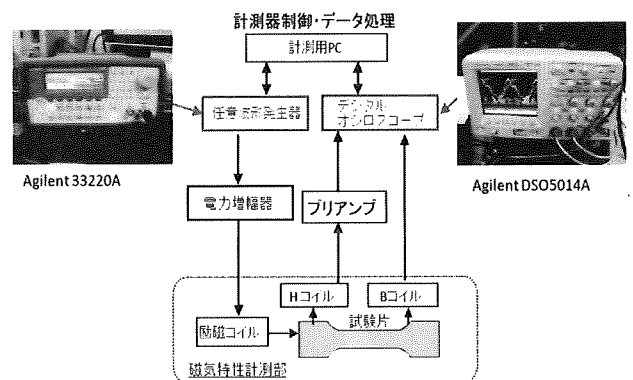 計測器制御・データ処理
計測用PC
任意波形発生器
デジタル
オシロスコープ
Agilent 33220A
Agilent DSO5014A
電力増幅器
プリアンプ
Hコイル
Bコイル
試験片
励磁コイル
磁気特性計測部